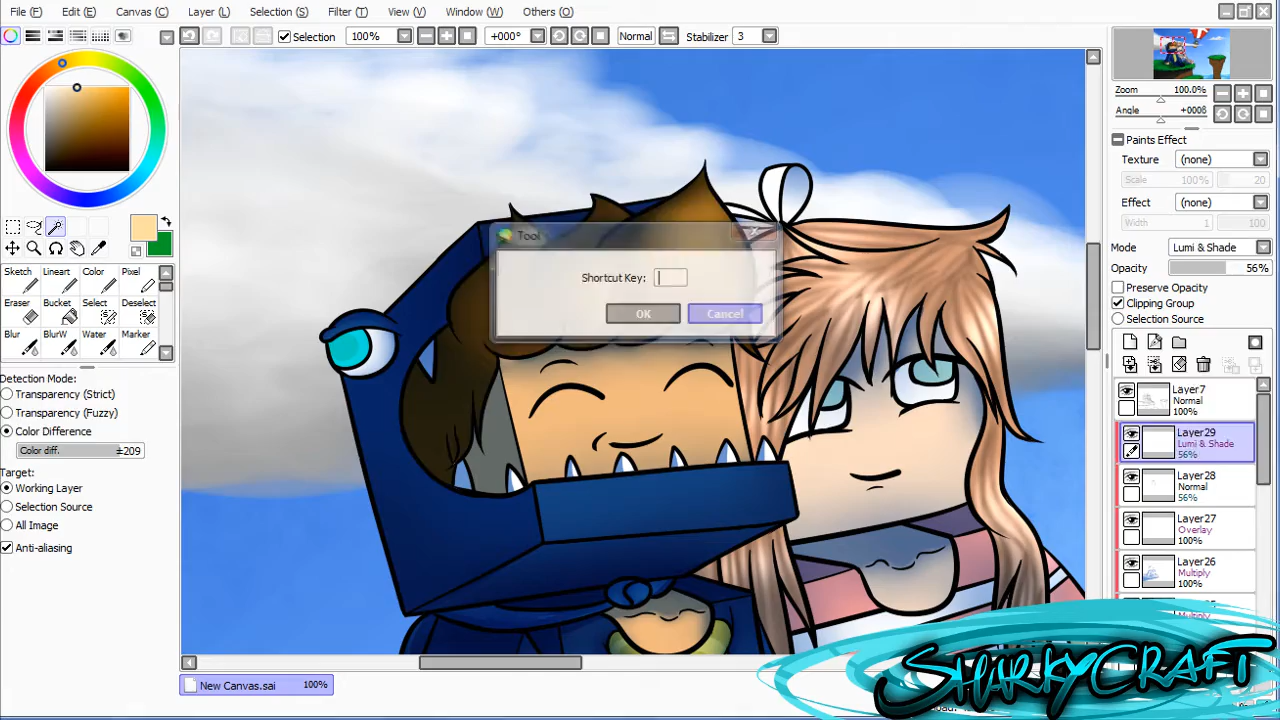 File (F) Edit (E) Canvas (C) Layer (L) Selection (S) Filter (T) View (V) Window (W) Others (O)
Selection 100% +000° Normal Stabilizer 3
Zoom 100.0%
Angle +000θ
Paints Effect
Texture (none)
Scale 100% 20
Effect (none)
Width 1 100
Mode Lumi & Shade
Opacity 56%
Preserve Opacity
Clipping Group
Selection Source
Layer7
Normal
100%
Layer29
Lumi & Shade
56%
Layer28
Normal
56%
Layer27
Overlay
100%
Layer26
Multiply
100%
Sketch Lineart Color Pixel
Eraser Bucket Select Deselect
Blur BlurW Water Marker
Detection Mode:
Transparency (Strict)
Transparency (Fuzzy)
Color Difference
Color diff. ±209
Target:
Working Layer
Selection Source
All Image
Anti-aliasing
Tool
Shortcut Key:
OK Cancel
New Canvas.sai 100%
SHARKYCRAFT